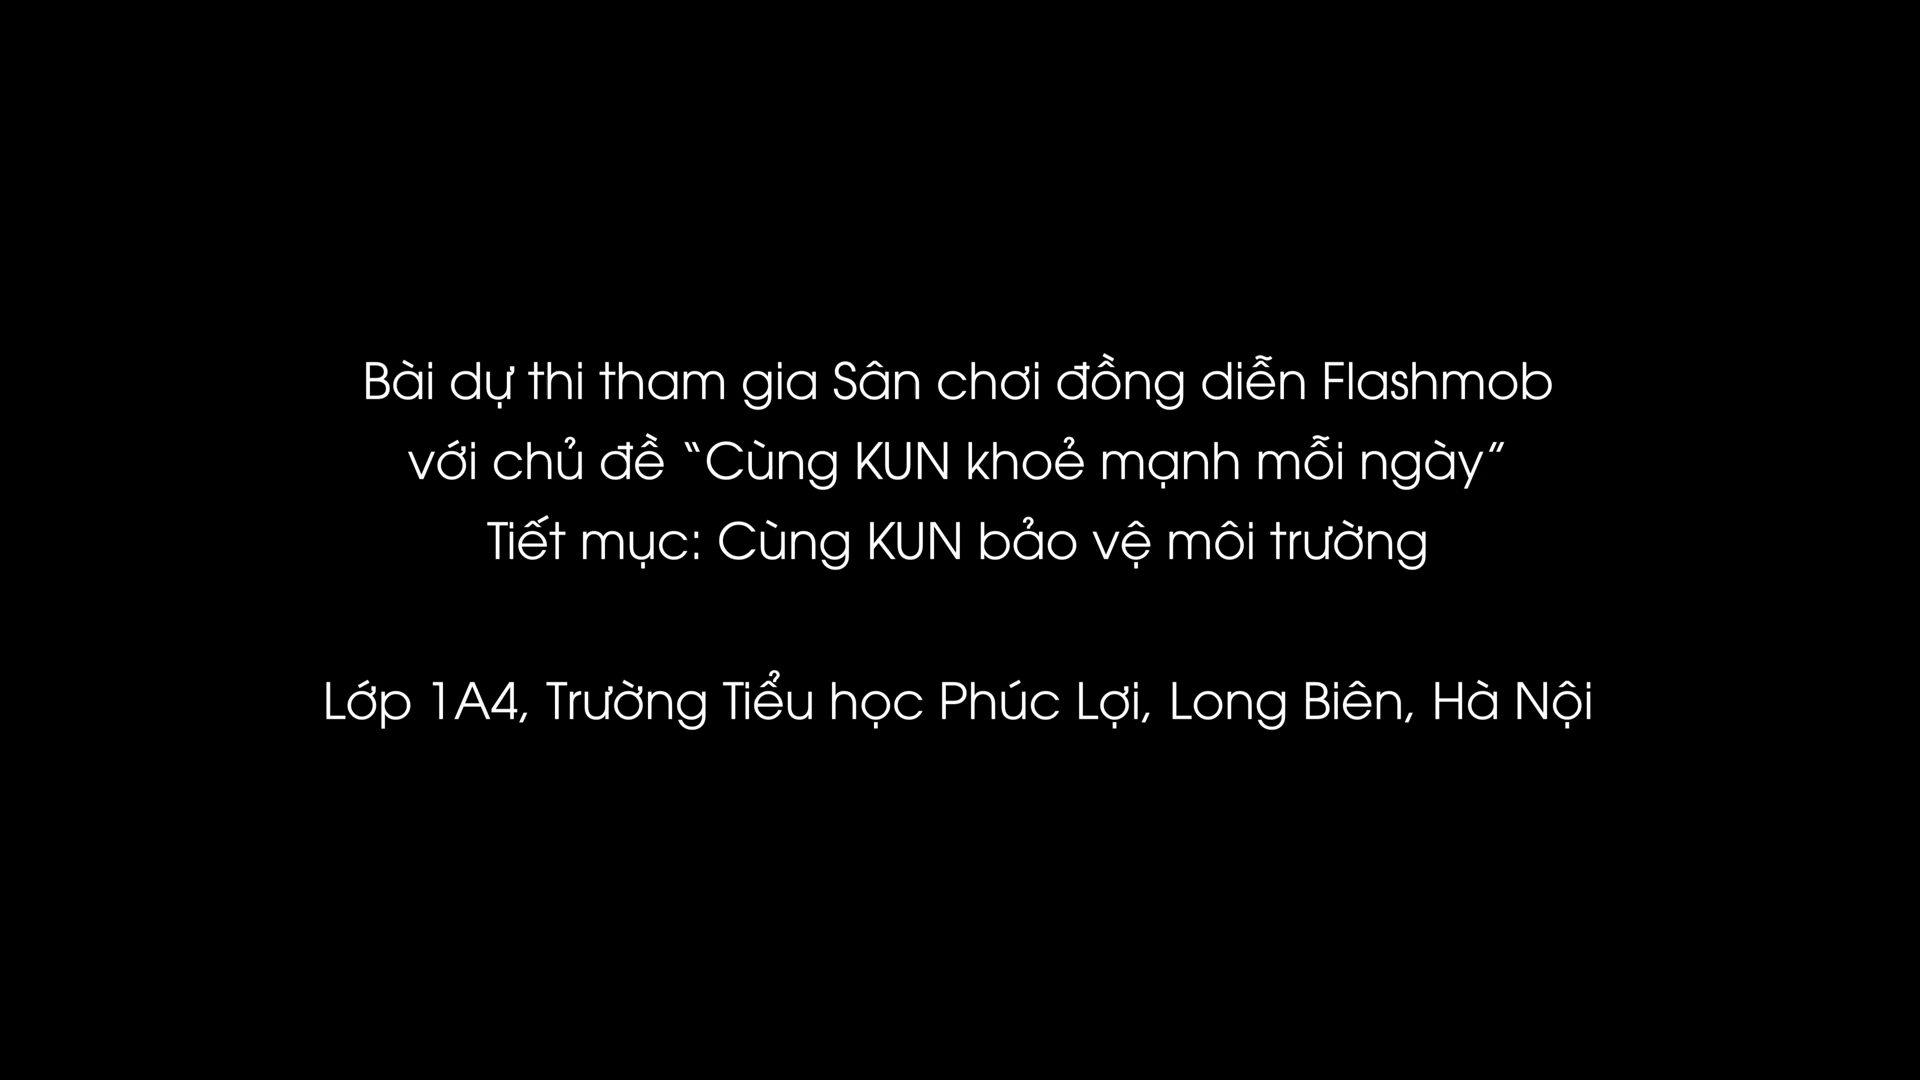 Bài dự thi tham gia Sân chơi đồng diễn Flashmob
với chủ đề “Cùng KUN khoẻ mạnh mỗi ngày”
Tiết mục: Cùng KUN bảo vệ môi trường
Lớp 1A4, Trường Tiểu học Phúc Lợi, Long Biên, Hà Nội